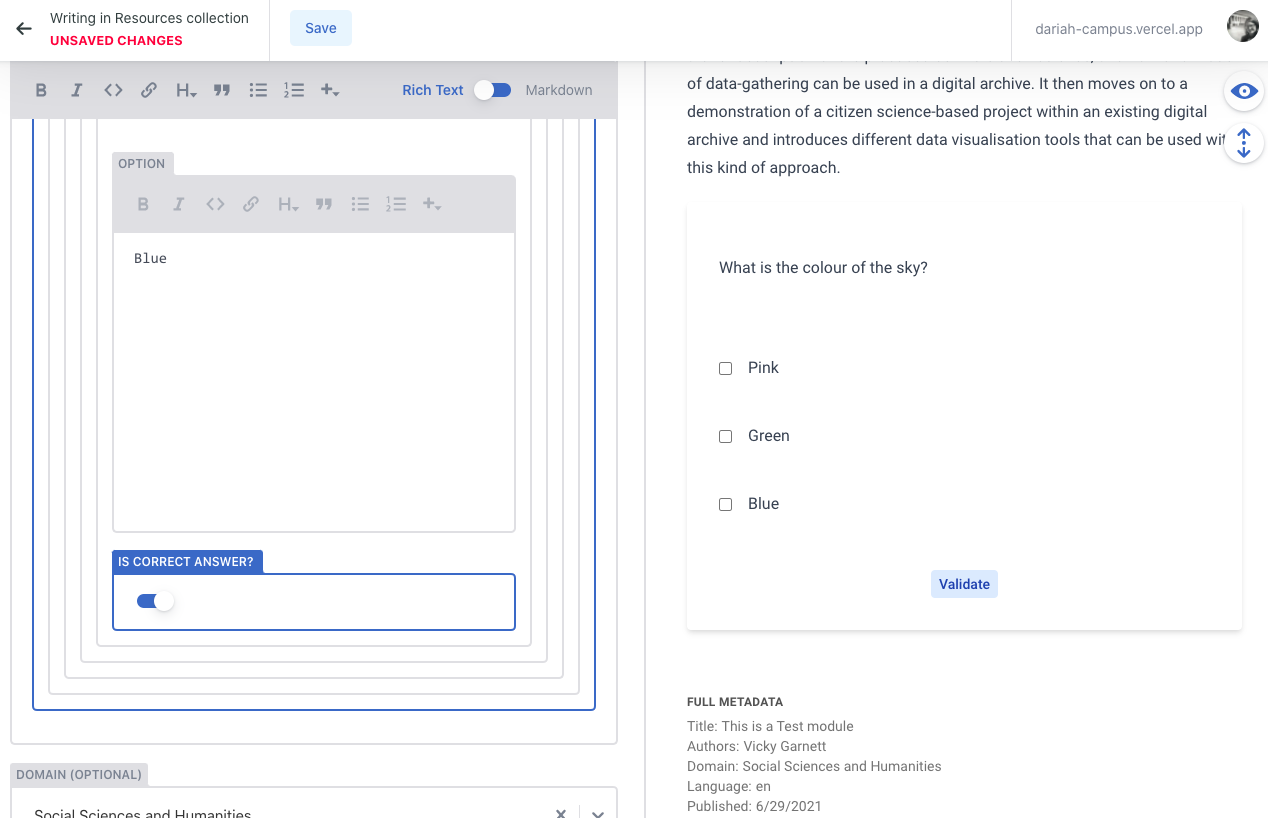 Writing in Resources collection
UNSAVED CHANGES
Save
dariah-campus.vercel.app
B I <> H
Rich Text
Markdown
OPTION
B I <> H
Blue
IS CORRECT ANSWER?
DOMAIN (OPTIONAL)
Social Sciences and Humanities
of data-gathering can be used in a digital archive. It then moves on to a
demonstration of a citizen science-based project within an existing digital
archive and introduces different data visualisation tools that can be used wit
this kind of approach.
What is the colour of the sky?
Pink
Green
Blue
Validate
FULL METADATA
Title: This is a Test module
Authors: Vicky Garnett
Domain: Social Sciences and Humanities
Language: en
Published: 6/29/2021